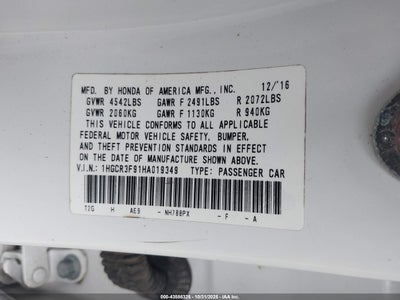 MFD. BY HONDA OF AMERICA MFG., INC. 12/'16
GVWR 4542LBS GAWR F 2491LBS R 2072LBS
GVWR 2060KG GAWR F 1130KG R 940KG
THIS VEHICLE CONFORMS TO ALL APPLICABLE
FEDERAL MOTOR VEHICLE SAFETY, BUMPER,
AND THEFT PREVENTION STANDARDS IN EFFECT
ON THE DATE OF MANUFACTURE SHOWN ABOVE.
V.I.N.: 1HGCR3F91HA019349 TYPE: PASSENGER CAR
T2G H AE9 - NH788PX - F - A
000-43598325 - 10/31/2025 - IAA Inc.